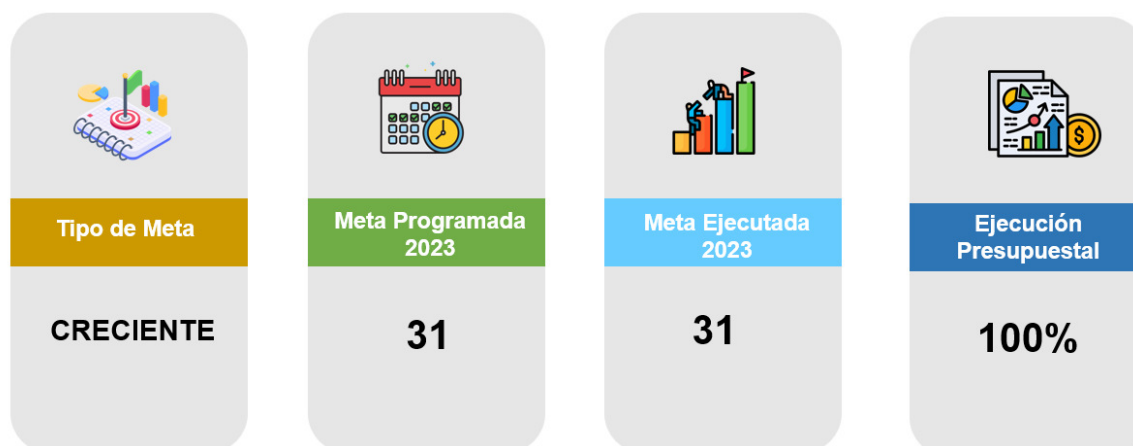 Tipo de Meta
CRECIENTE
Meta Programada
2023
31
Meta Ejecutada
2023
31
$
Ejecución
Presupuestal
100%